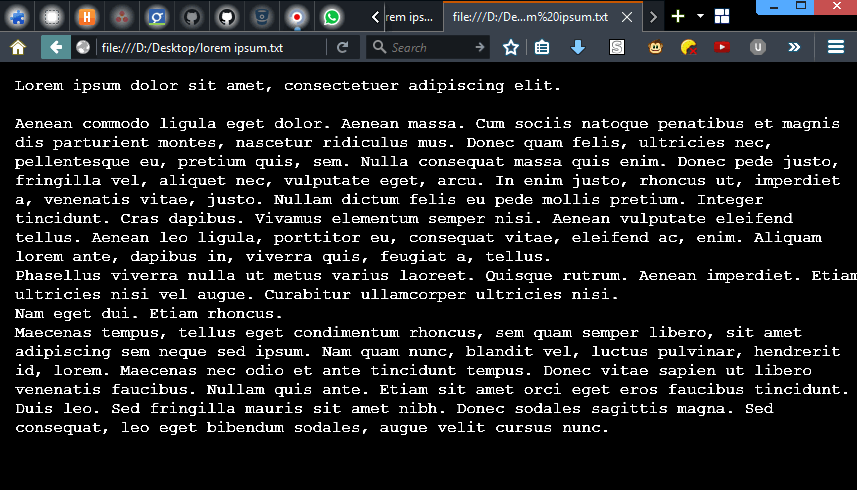 rem ips...
file:///D:/De...m%20ipsum.txt
file:///D:/Desktop/lorem ipsum.txt
Search
Lorem ipsum dolor sit amet, consectetuer adipiscing elit.
Aenean commodo ligula eget dolor. Aenean massa. Cum sociis natoque penatibus et magnis
dis parturient montes, nascetur ridiculus mus. Donec quam felis, ultricies nec,
pellentesque eu, pretium quis, sem. Nulla consequat massa quis enim. Donec pede justo,
fringilla vel, aliquet nec, vulputate eget, arcu. In enim justo, rhoncus ut, imperdiet
a, venenatis vitae, justo. Nullam dictum felis eu pede mollis pretium. Integer
tincidunt. Cras dapibus. Vivamus elementum semper nisi. Aenean vulputate eleifend
tellus. Aenean leo ligula, porttitor eu, consequat vitae, eleifend ac, enim. Aliquam
lorem ante, dapibus in, viverra quis, feugiat a, tellus.
Phasellus viverra nulla ut metus varius laoreet. Quisque rutrum. Aenean imperdiet. Etiam
ultricies nisi vel augue. Curabitur ullamcorper ultricies nisi.
Nam eget dui. Etiam rhoncus.
Maecenas tempus, tellus eget condimentum rhoncus, sem quam semper libero, sit amet
adipiscing sem neque sed ipsum. Nam quam nunc, blandit vel, luctus pulvinar, hendrerit
id, lorem. Maecenas nec odio et ante tincidunt tempus. Donec vitae sapien ut libero
venenatis faucibus. Nullam quis ante. Etiam sit amet orci eget eros faucibus tincidunt.
Duis leo. Sed fringilla mauris sit amet nibh. Donec sodales sagittis magna. Sed
consequat, leo eget bibendum sodales, augue velit cursus nunc.